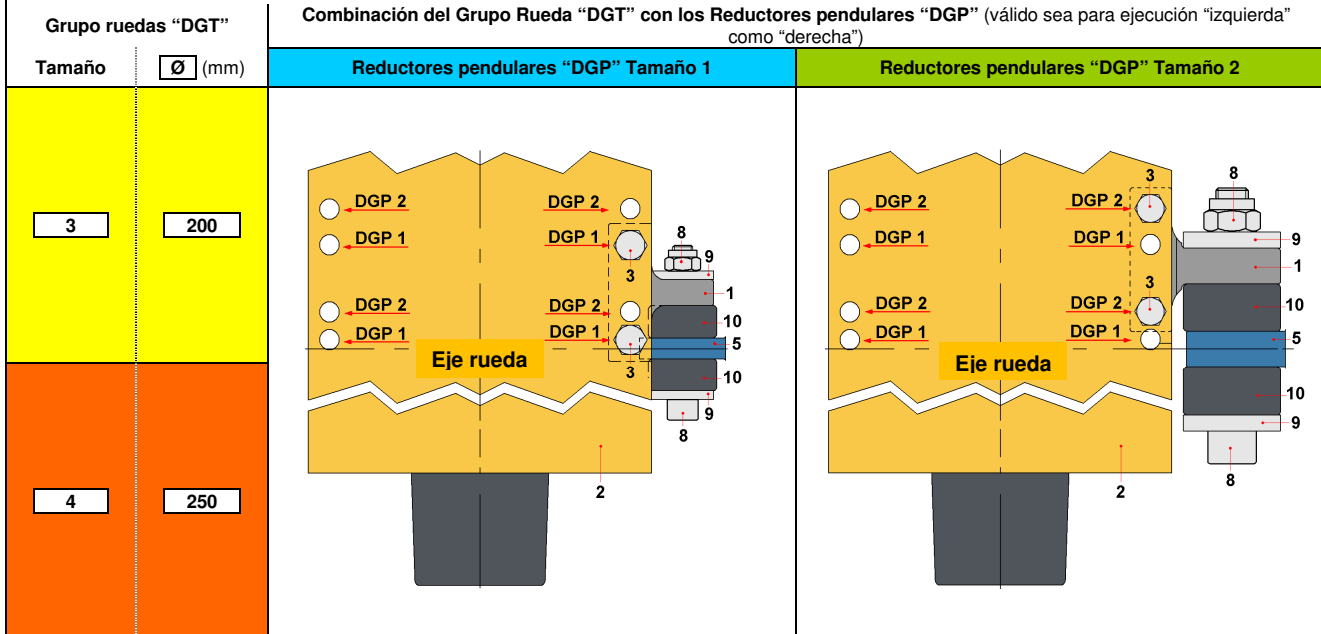 Grupo ruedas “DGT”
Combinación del Grupo Rueda “DGT” con los Reductores pendulares “DGP” (válido sea para ejecución “izquierda”
como “derecha”)
Tamaño
Ø (mm)
Reductores pendulares “DGP” Tamaño 1
Reductores pendulares “DGP” Tamaño 2
3
200
4
250
DGP 2
DGP 2
DGP 1
DGP 1
3
8
9
1
DGP 2
DGP 2
10
DGP 1
DGP 1
5
Eje rueda
3
10
9
8
2
3
8
DGP 2
DGP 2
DGP 1
DGP 1
9
1
3
DGP 2
DGP 2
10
DGP 1
DGP 1
5
Eje rueda
10
9
8
2